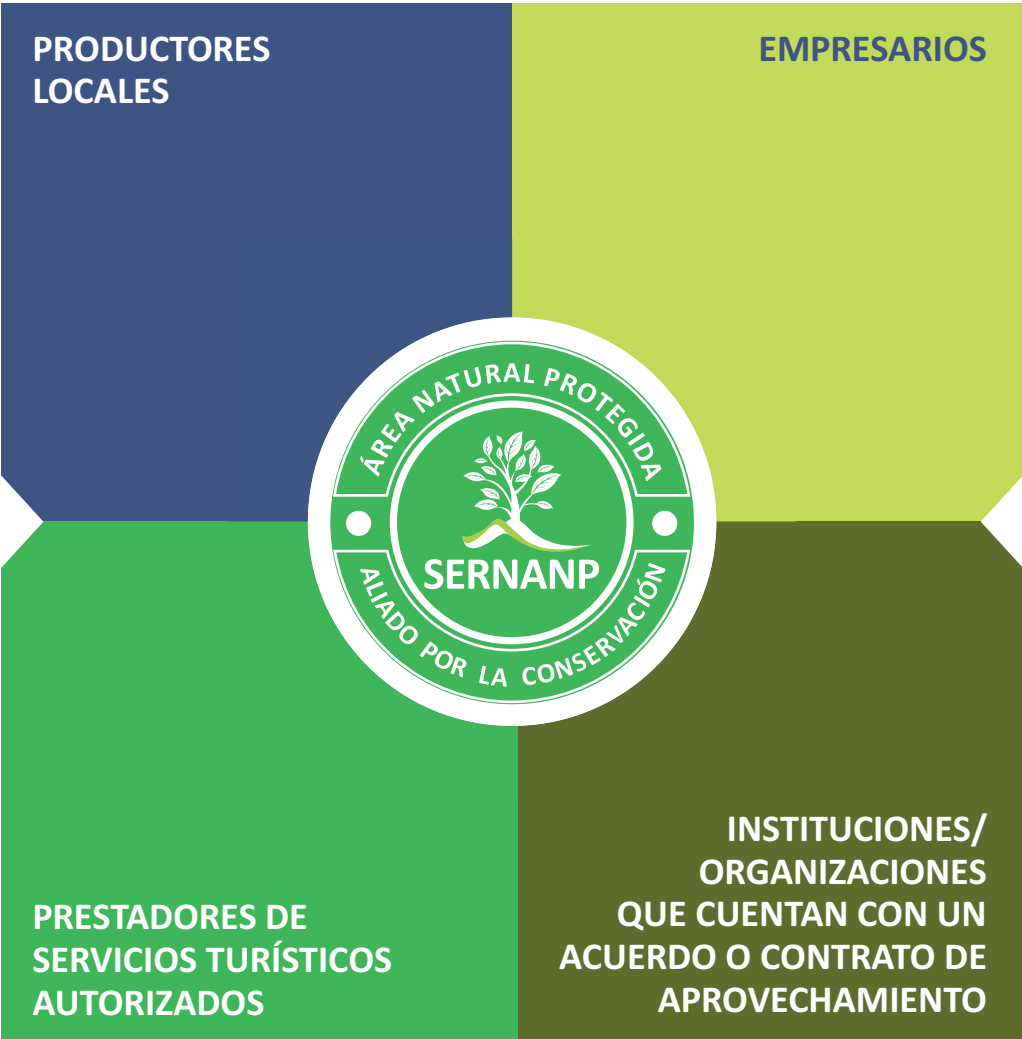 PRODUCTORES
LOCALES
EMPRESARIOS
ÁREA NATURAL PROTEGIDA
SERNANP
ALIADO POR LA CONSERVACIÓN
PRESTADORES DE
SERVICIOS TURÍSTICOS
AUTORIZADOS
INSTITUCIONES/
ORGANIZACIONES
QUE CUENTAN CON UN
ACUERDO O CONTRATO DE
APROVECHAMIENTO